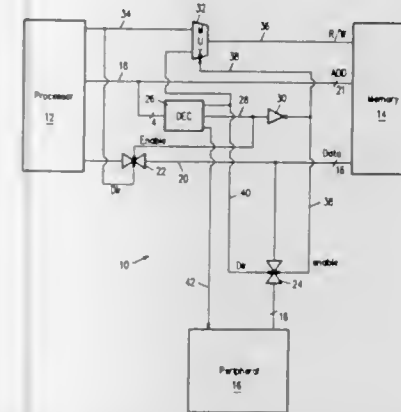 32
34
MUX
36
R/W
38
18
ADD
21
Processor
12
26
DEC
28
30
4
Memory
14
Enable
Data
22
20
16
Dir
40
38
10
42
Dir
enable
24
16
Peripheral
16